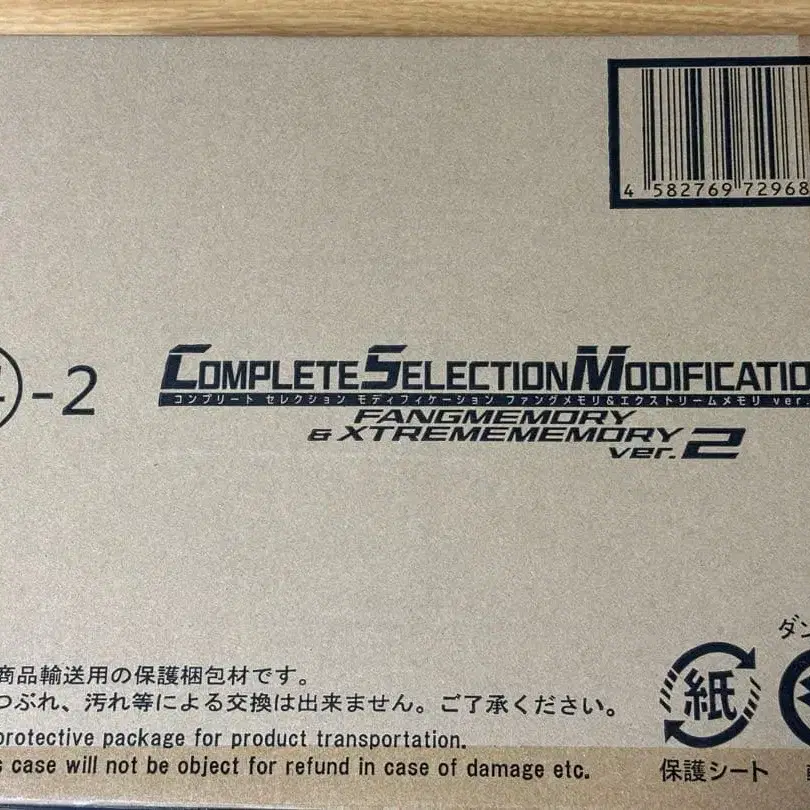 4 582769 72968
-2
COMPLETE SELECTION MODIFICATIO
コンプリート セレクション モディフィケーション ファングメモリ&エクストリームメモリ ver.
FANGMEMORY
& XTREMEMEMORY
ver.2
商品輸送用の保護梱包材です。
つぶれ、汚れ等による交換は出来ません。ご了承ください。
protective package for product transportation.
s case will not be object for refund in case of damage etc.
ダン
紙
保護シート